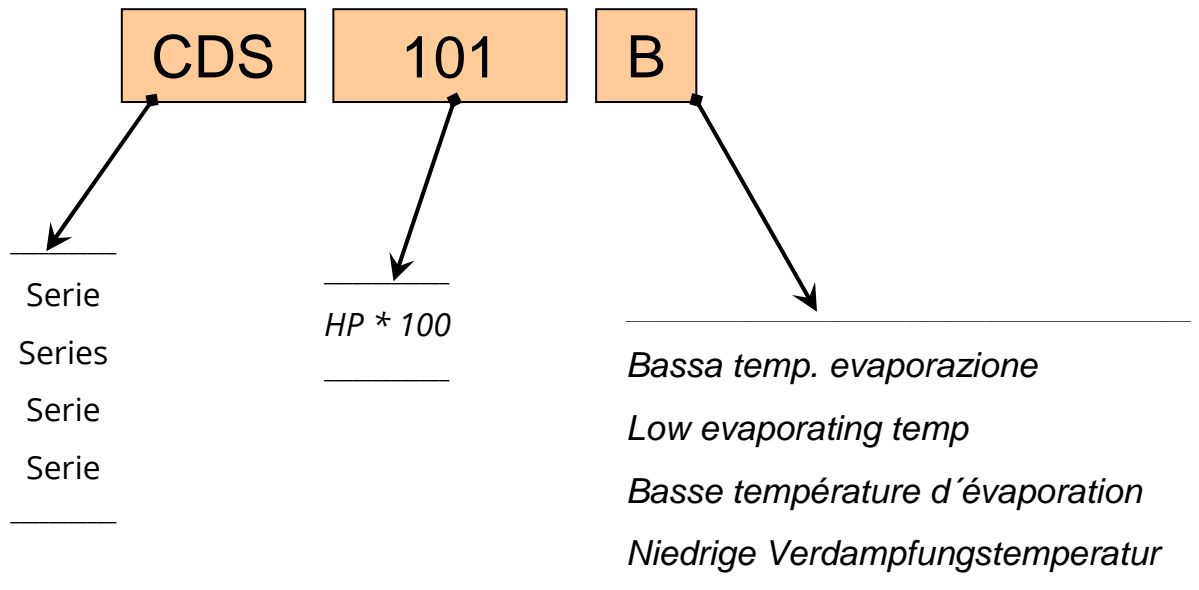 CDS 101 B
Serie
Series
Serie
Serie
HP * 100
Bassa temp. evaporazione
Low evaporating temp
Basse température d´évaporation
Niedrige Verdampfungstemperatur